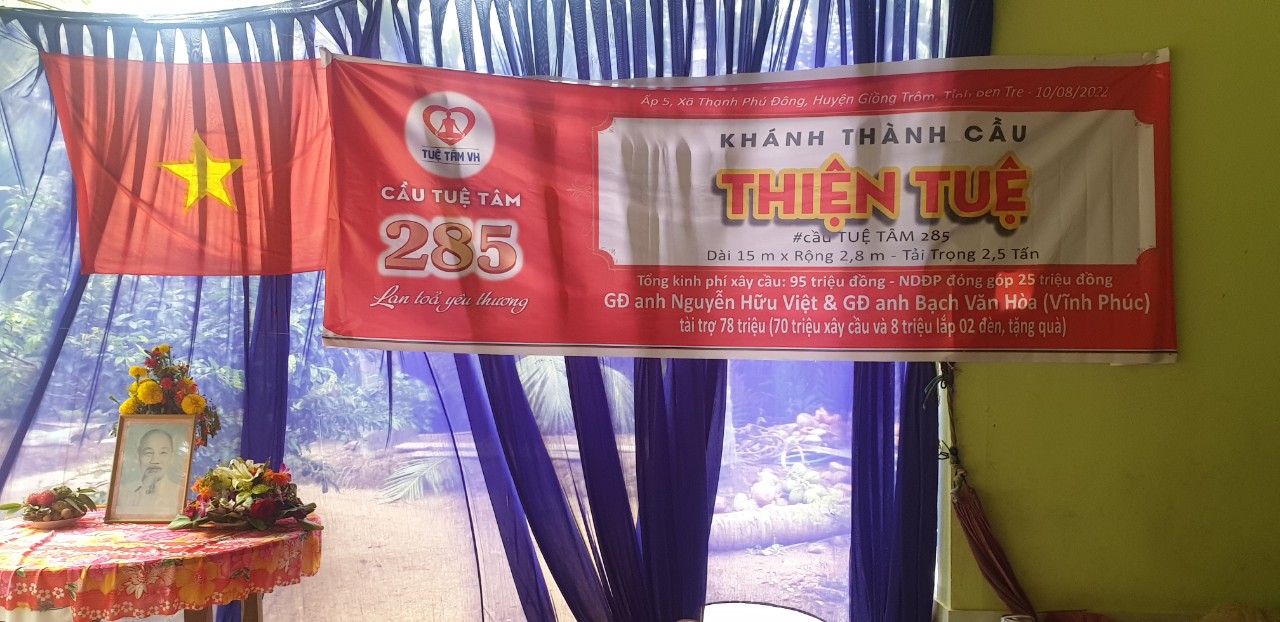 Ấp 5, Xã Thạnh Phú Đông, Huyện Giồng Trôm, Tỉnh Bến Tre - 10/08/2022
TUỆ TÂM VH
CẦU TUỆ TÂM
285
Lan toả yêu thương
KHÁNH THÀNH CẦU
THIỆN TUỆ
#cầu TUỆ TÂM 285
Dài 15 m x Rộng 2,8 m - Tải Trọng 2,5 Tấn
Tổng kinh phí xây cầu: 95 triệu đồng - NDĐP đóng góp 25 triệu đồng
GĐ anh Nguyễn Hữu Việt & GĐ anh Bạch Văn Hòa (Vĩnh Phúc)
tài trợ 78 triệu (70 triệu xây cầu và 8 triệu lắp 02 đèn, tặng quà)